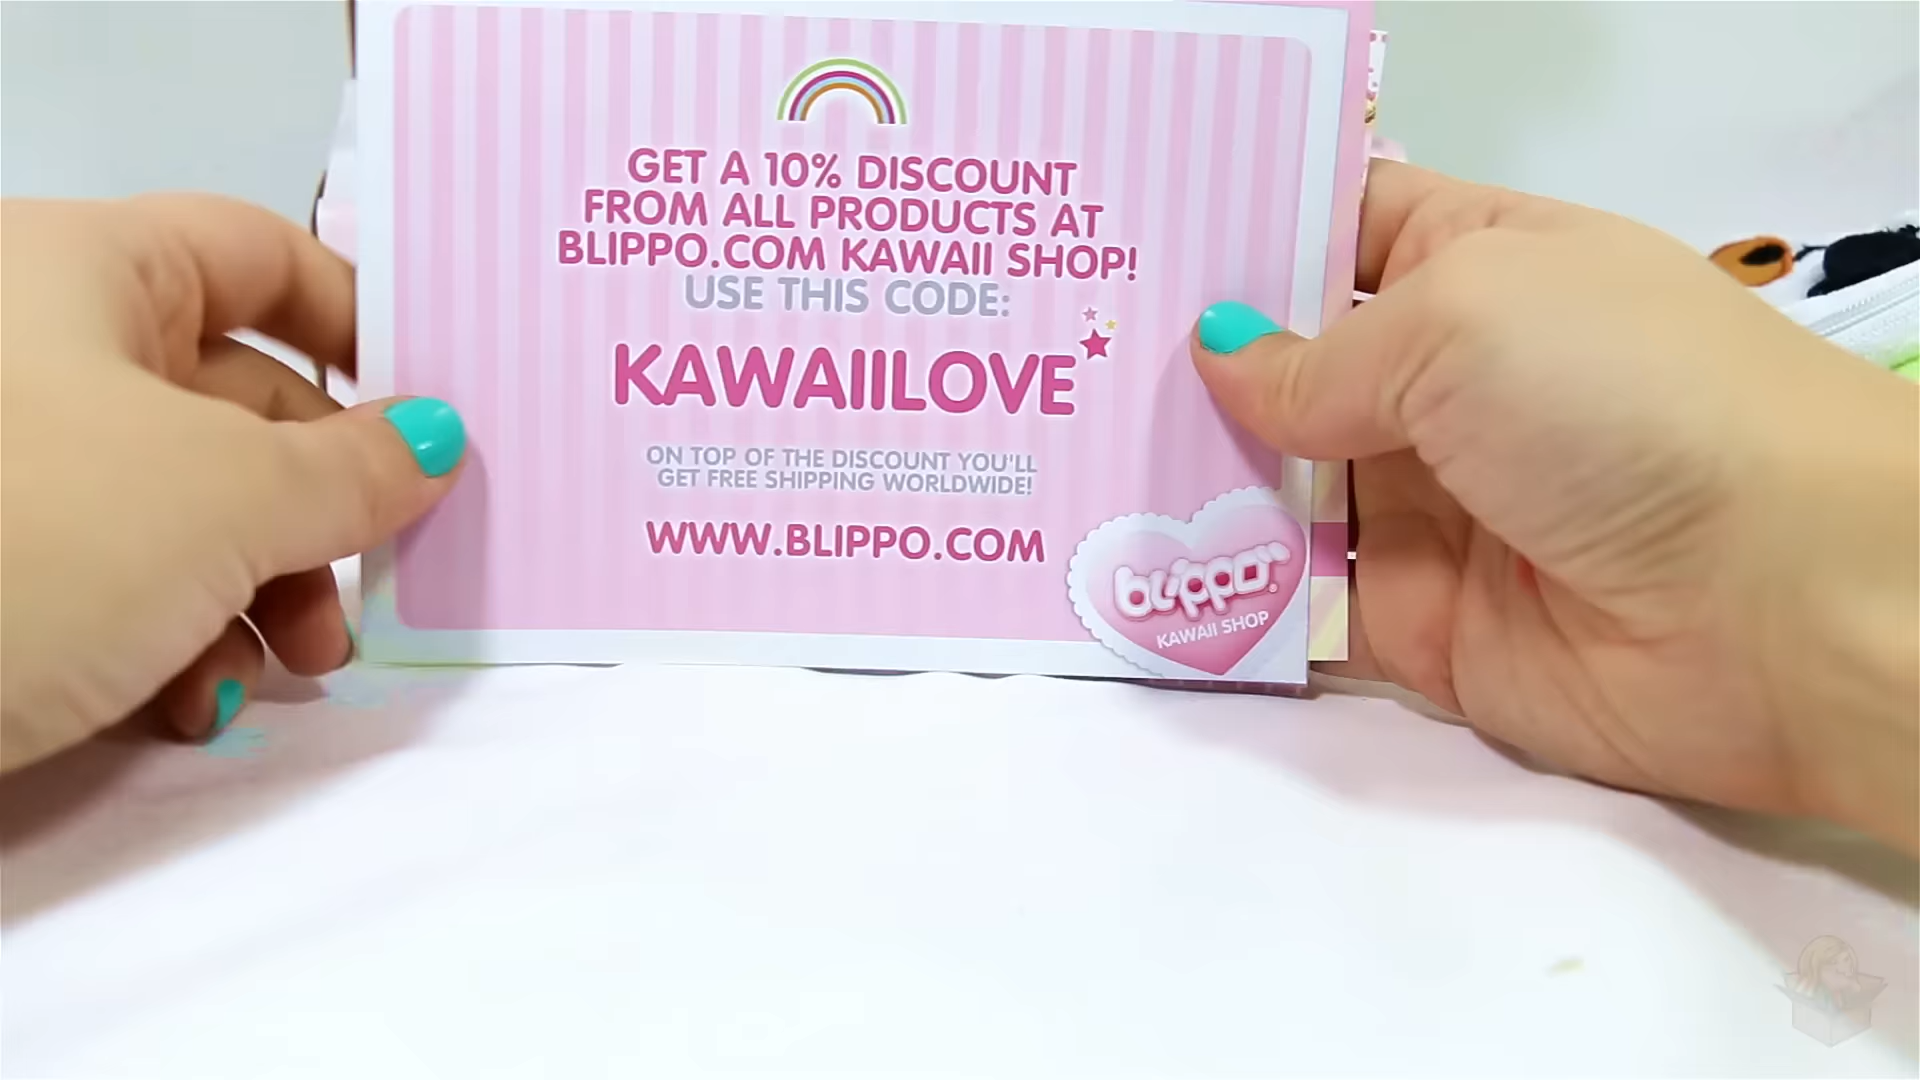 GET A 10% DISCOUNT
FROM ALL PRODUCTS AT
BLIPPO.COM KAWAII SHOP!
USE THIS CODE:
KAWAIILOVE
ON TOP OF THE DISCOUNT YOU'LL
GET FREE SHIPPING WORLDWIDE!
WWW.BLIPPO.COM
blippo
KAWAII SHOP